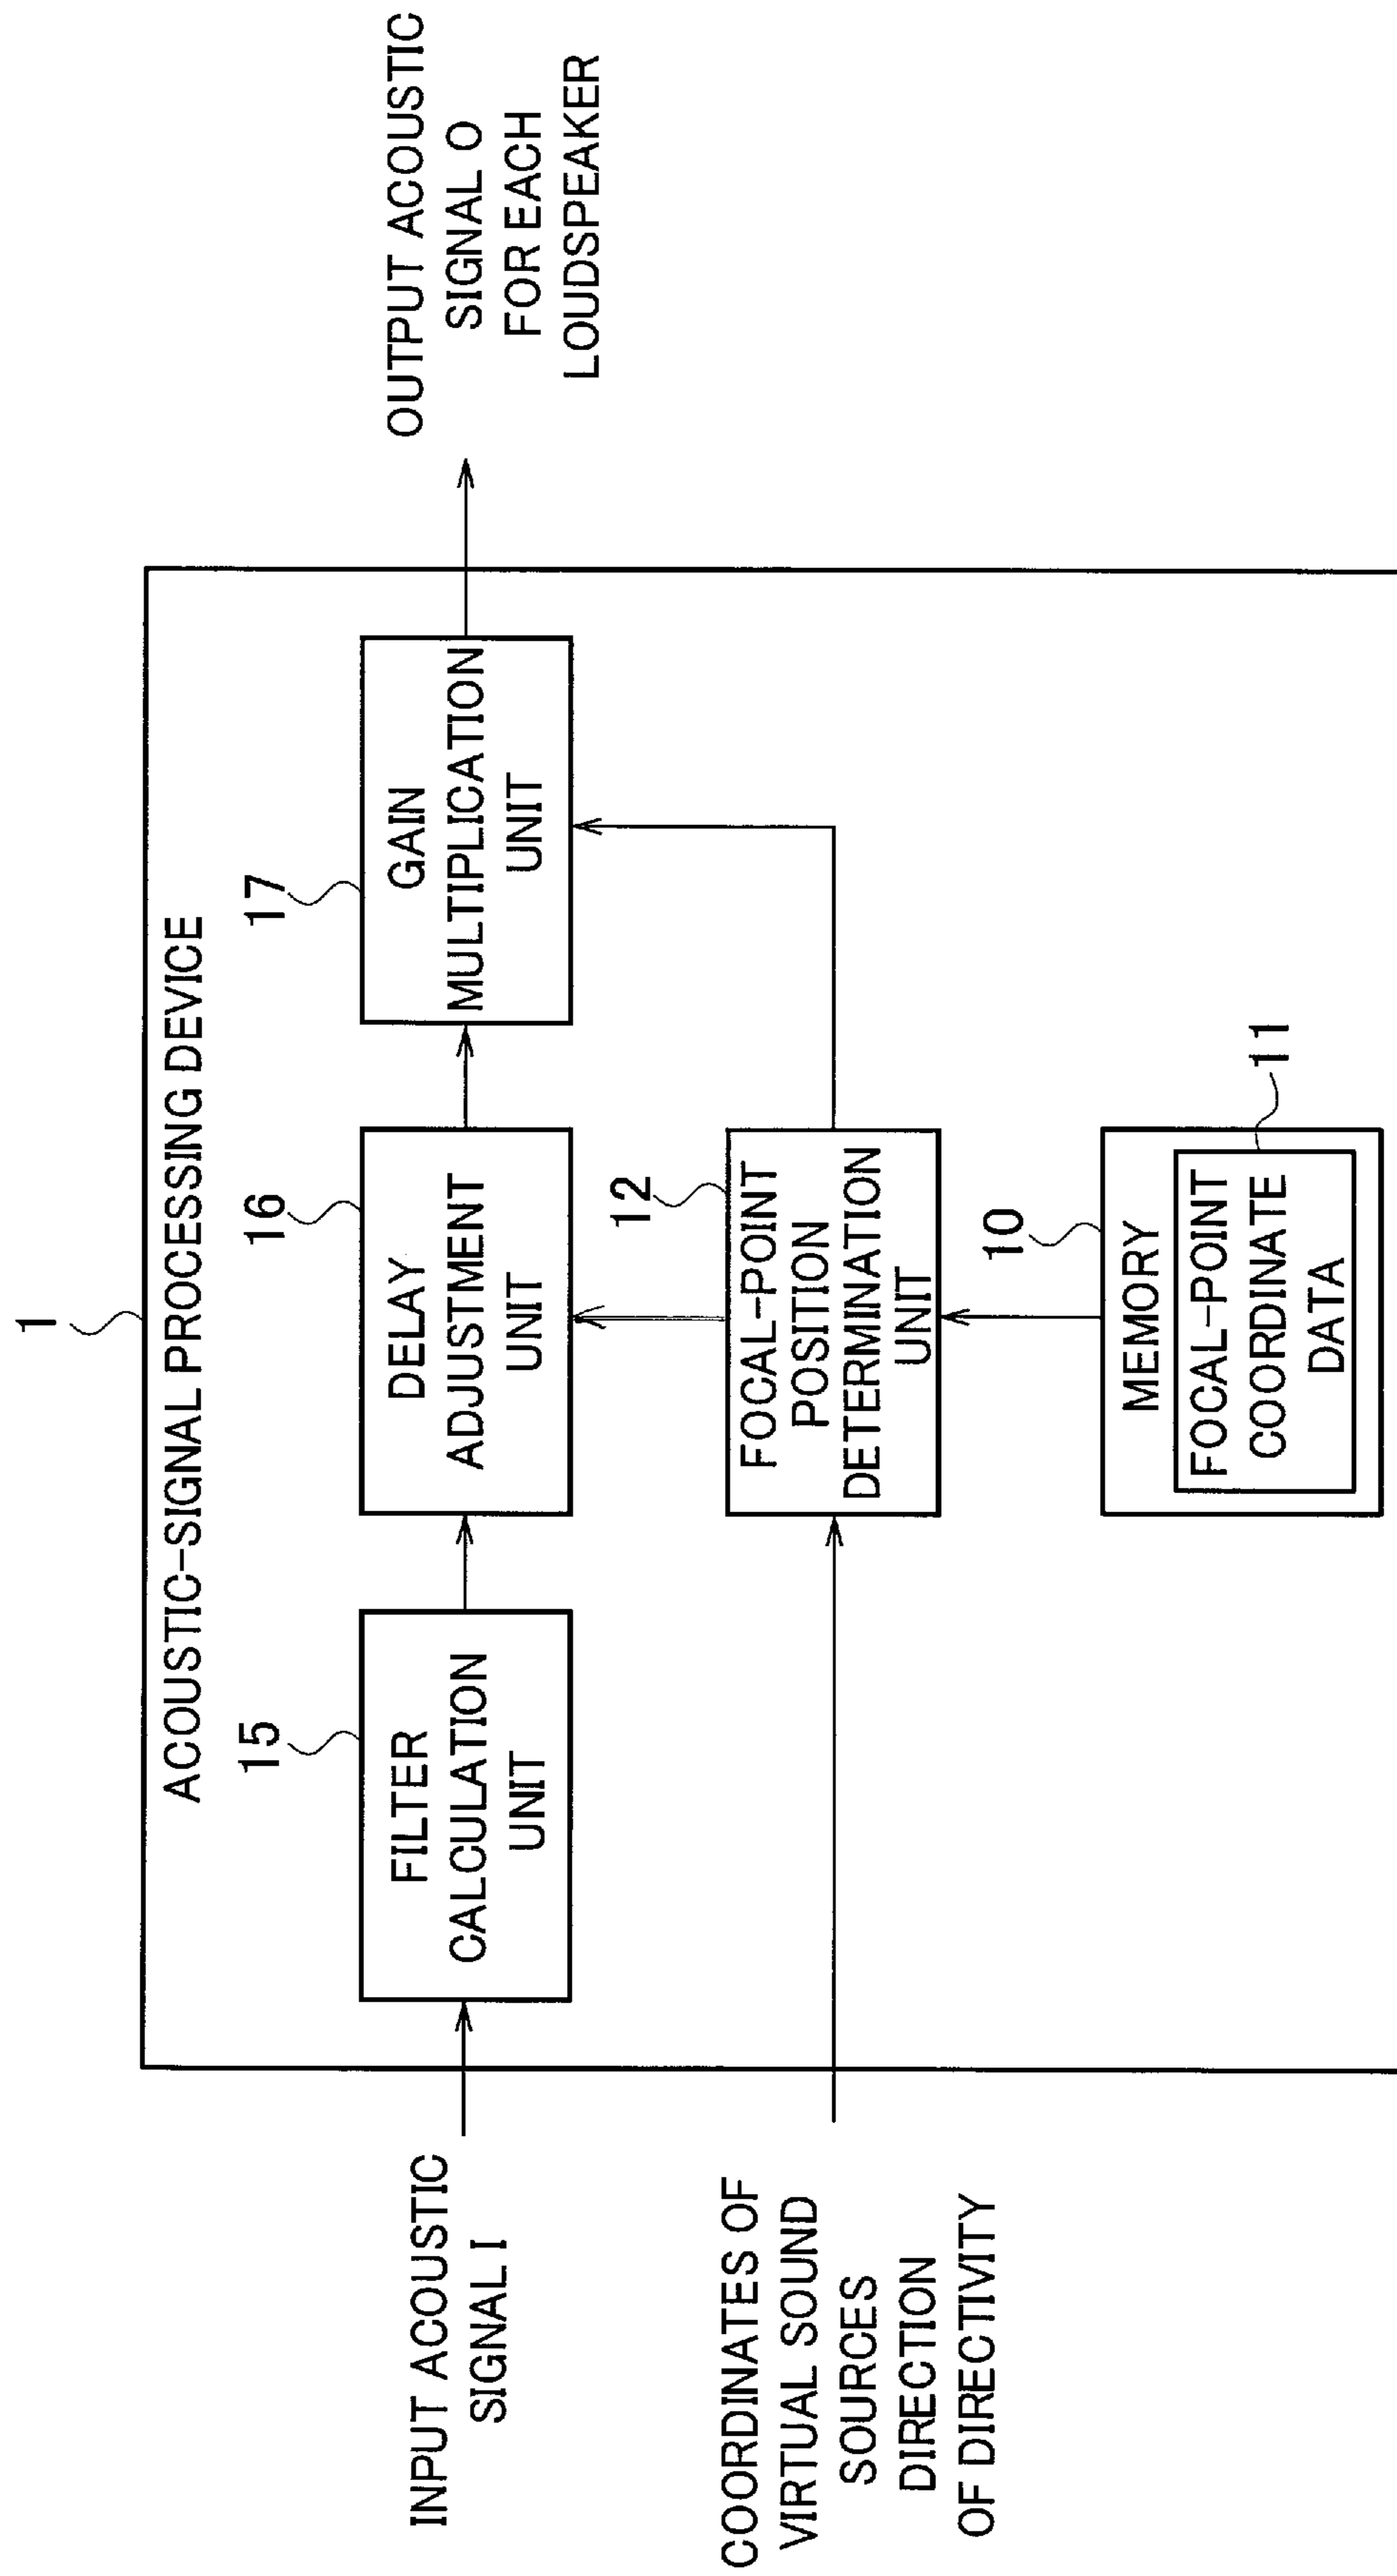 1
ACOUSTIC-SIGNAL PROCESSING DEVICE
INPUT ACOUSTIC
SIGNAL I
15
FILTER
CALCULATION
UNIT
16
DELAY
ADJUSTMENT
UNIT
17
GAIN
MULTIPLICATION
UNIT
OUTPUT ACOUSTIC
SIGNAL O
FOR EACH
LOUDSPEAKER
COORDINATES OF
VIRTUAL SOUND
SOURCES
DIRECTION
OF DIRECTIVITY
12
FOCAL-POINT
POSITION
DETERMINATION
UNIT
10
MEMORY
11
FOCAL-POINT
COORDINATE
DATA